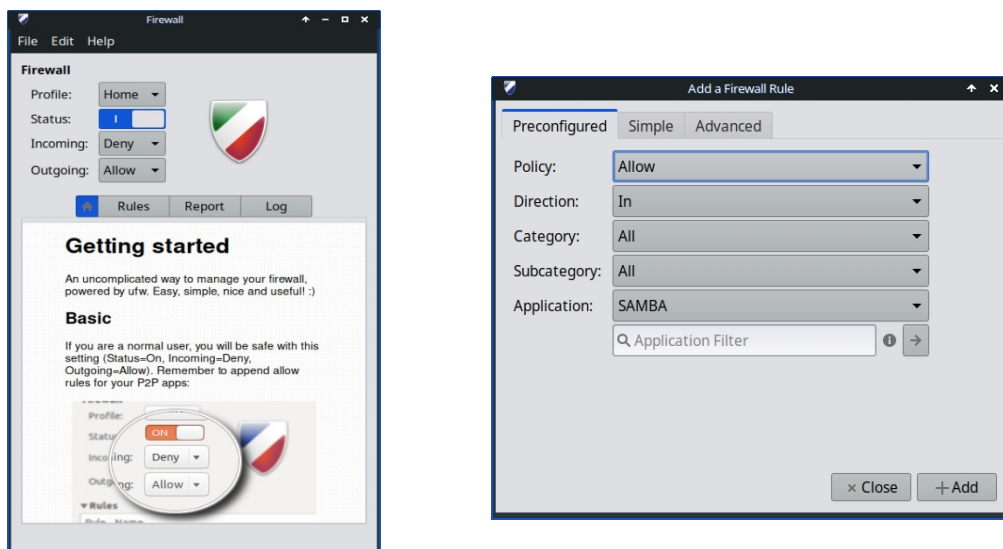 Firewall
File Edit Help
Firewall
Profile: Home
Status:
Incoming: Deny
Outgoing: Allow
Rules Report Log
Getting started
An uncomplicated way to manage your firewall,
powered by ufw. Easy, simple, nice and useful! :)
Basic
If you are a normal user, you will be safe with this
setting (Status=On, Incoming=Deny,
Outgoing=Allow). Remember to append allow
rules for your P2P apps:
Profile:
ON
ing: Deny
ng: Allow
Rules
Rule Name
Add a Firewall Rule
Preconfigured Simple Advanced
Policy: Allow
Direction: In
Category: All
Subcategory: All
Application: SAMBA
Application Filter
Close
Add